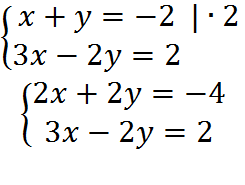 x + y = −2 | · 2
3x − 2y = 2
2x + 2y = −4
3x − 2y = 2